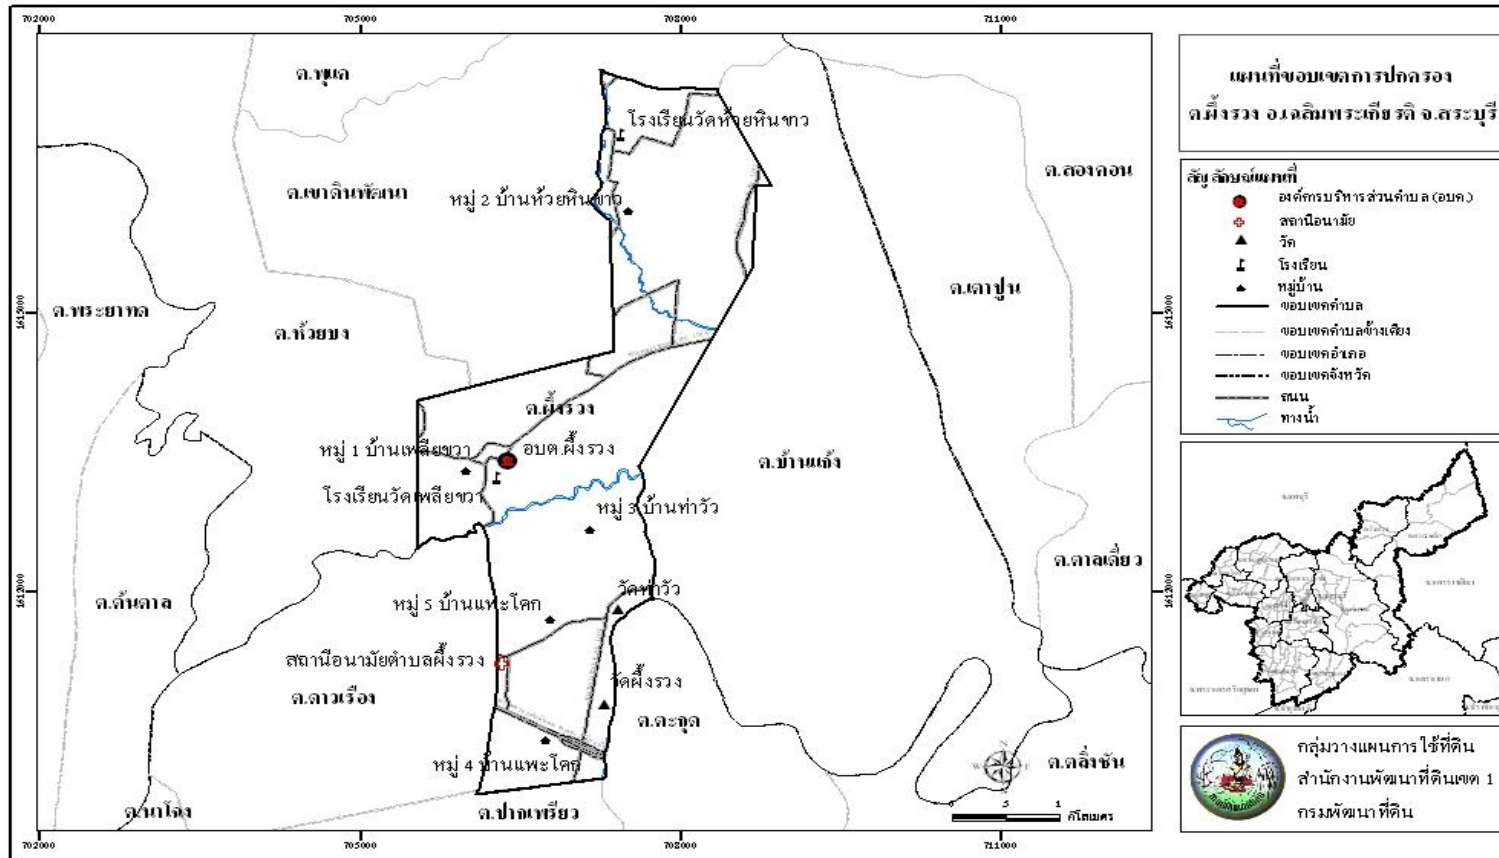 702000
705000
708000
711000
แผนที่ขอบเขตการปกครอง
ต.ผึ้งรวง อ.เฉลิมพระเกียรติ จ.สระบุรี
ต.พุแค
โรงเรียนวัดห้วยหินขาว
ต.เขาดินพัฒนา
หมู่ 2 บ้านห้วยหินขาว
ต.พระยาทด
ต.ห้วยบง
ต.เตาปูน
สัญลักษณ์แผนที่
องค์การบริหารส่วนตำบล (อบต.)
สถานีอนามัย
วัด
โรงเรียน
หมู่บ้าน
ขอบเขตตำบล
ขอบเขตตำบลข้างเคียง
ขอบเขตอำเภอ
ขอบเขตจังหวัด
ถนน
ทางน้ำ
1615000
1615000
ต.ผึ้งรวง
หมู่ 1 บ้านเพลียขวา
อบต.ผึ้งรวง
ต.บ้านแก้ง
โรงเรียนวัดเพลียขวา
หมู่ 3 บ้านท่าวัว
ต.ตาลเดี่ยว
1612000
1612000
ต.ต้นตาล
วัดท่าวัว
หมู่ 5 บ้านแพะโคก
สถานีอนามัยตำบลผึ้งรวง
ต.ดาวเรือง
วัดผึ้งรวง
ต.ตะกุด
หมู่ 4 บ้านแพะโคก
ต.ตลิ่งชัน
N
W
E
ต.นาโฉง
ต.ปากเพรียว
.5
1
กิโลเมตร
กลุ่มวางแผนการใช้ที่ดิน
สำนักงานพัฒนาที่ดินเขต 1
กรมพัฒนาที่ดิน
702000
705000
708000
711000